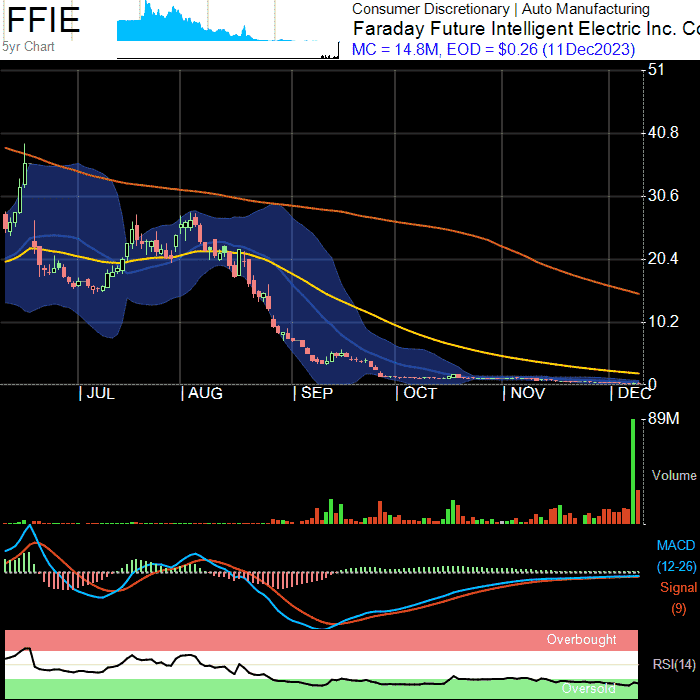 FFIE
5yr Chart
Consumer Discretionary | Auto Manufacturing
Faraday Future Intelligent Electric Inc. Co
MC = 14.8M, EOD = $0.26 (11Dec2023)
51
40.8
30.6
20.4
10.2
0
JUL AUG SEP OCT NOV DEC
89M
Volume
MACD
(12-26)
Signal
(9)
Overbought
RSI(14)
Oversold